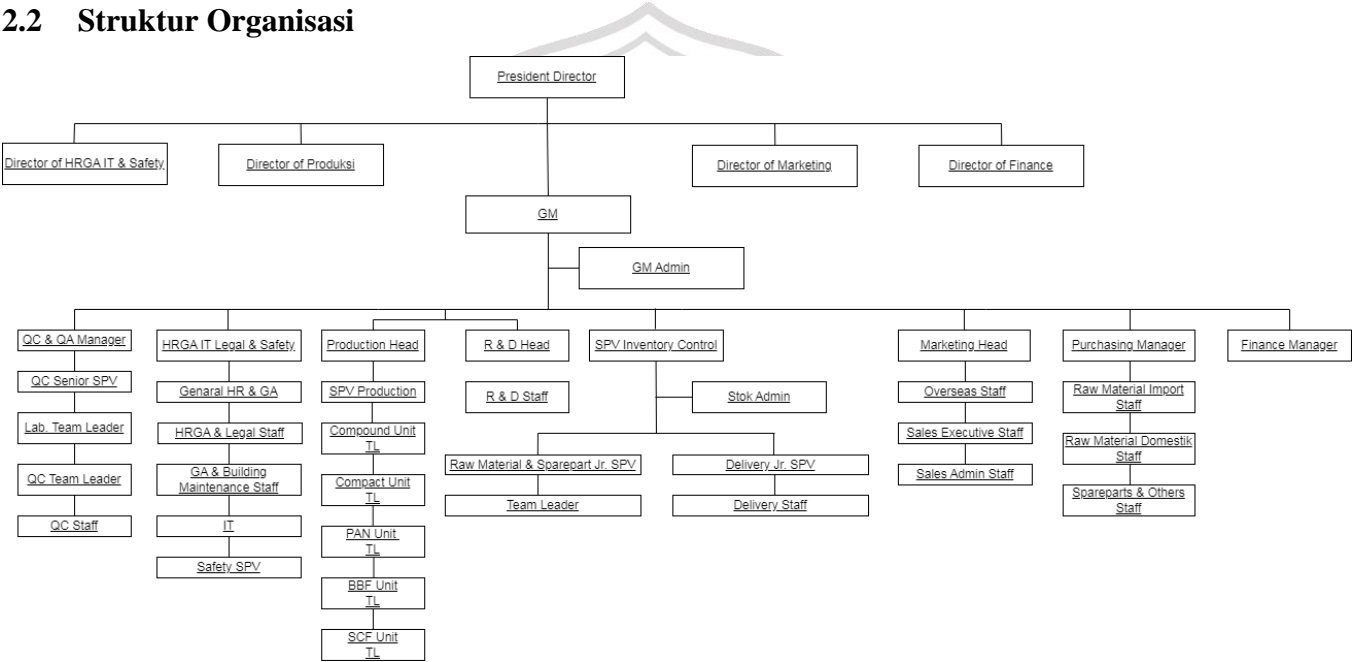 2.2 Struktur Organisasi
President Director
Director of HRGA IT & Safety
Director of Produksi
Director of Marketing
Director of Finance
GM
GM Admin
QC & QA Manager
HRGA IT Legal & Safety
Production Head
R & D Head
SPV Inventory Control
Marketing Head
Purchasing Manager
Finance Manager
QC Senior SPV
Lab. Team Leader
QC Team Leader
QC Staff
Genaral HR & GA
HRGA & Legal Staff
GA & Building
Maintenance Staff
IT
Safety SPV
SPV Production
Compound Unit
TL
Compact Unit
TL
PAN Unit
TL
BBF Unit
TL
SCF Unit
TL
R & D Staff
Stok Admin
Raw Material & Sparepart Jr. SPV
Team Leader
Delivery Jr. SPV
Delivery Staff
Overseas Staff
Sales Executive Staff
Sales Admin Staff
Raw Material Import
Staff
Raw Material Domestik
Staff
Spareparts & Others
Staff